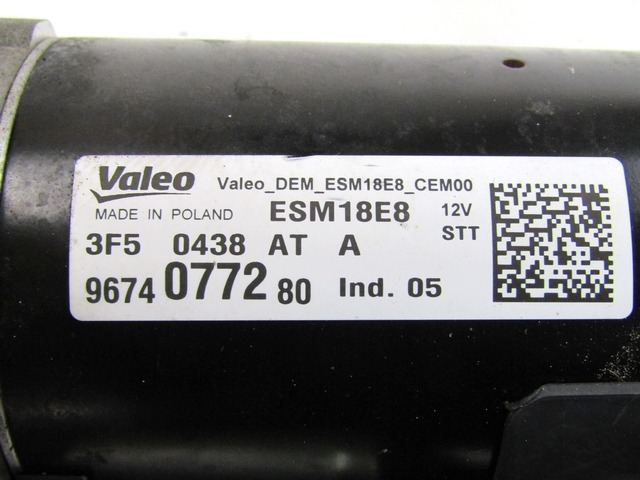 Valeo Valeo_DEM_ESM18E8_CEM00
MADE IN POLAND ESM18E8 12V
3F5 0438 AT A STT
9674 0772 80 Ind. 05